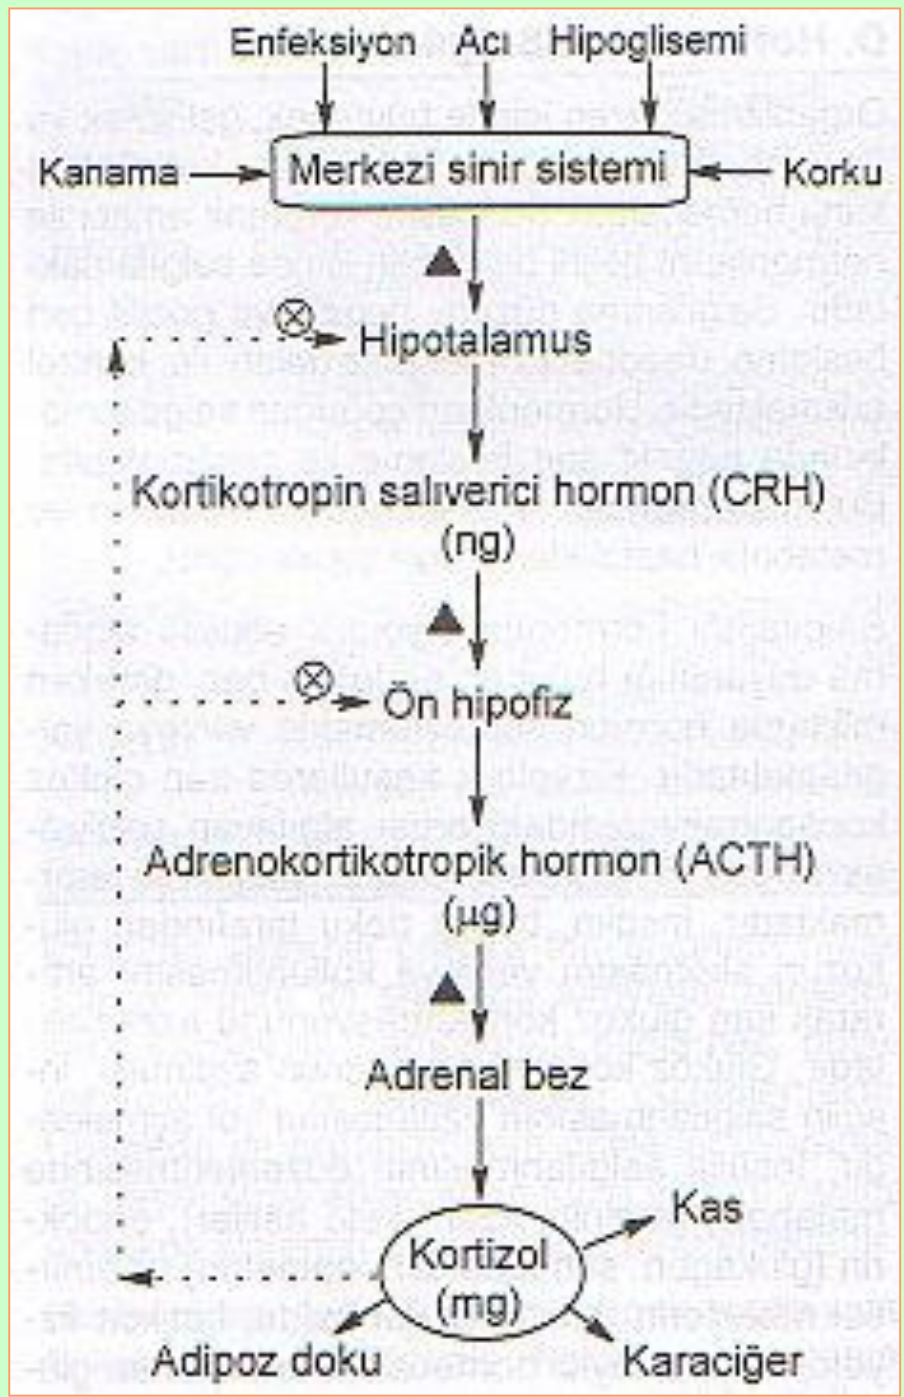 Enfeksiyon Acı Hipoglisemi
Kanama Merkezi sinir sistemi Korku
Hipotalamus
Kortikotropin salıverici hormon (CRH)
(ng)
Ön hipofiz
Adrenokortikotropik hormon (ACTH)
(µg)
Adrenal bez
Kas
Kortizol
(mg)
Adipoz doku Karaciğer